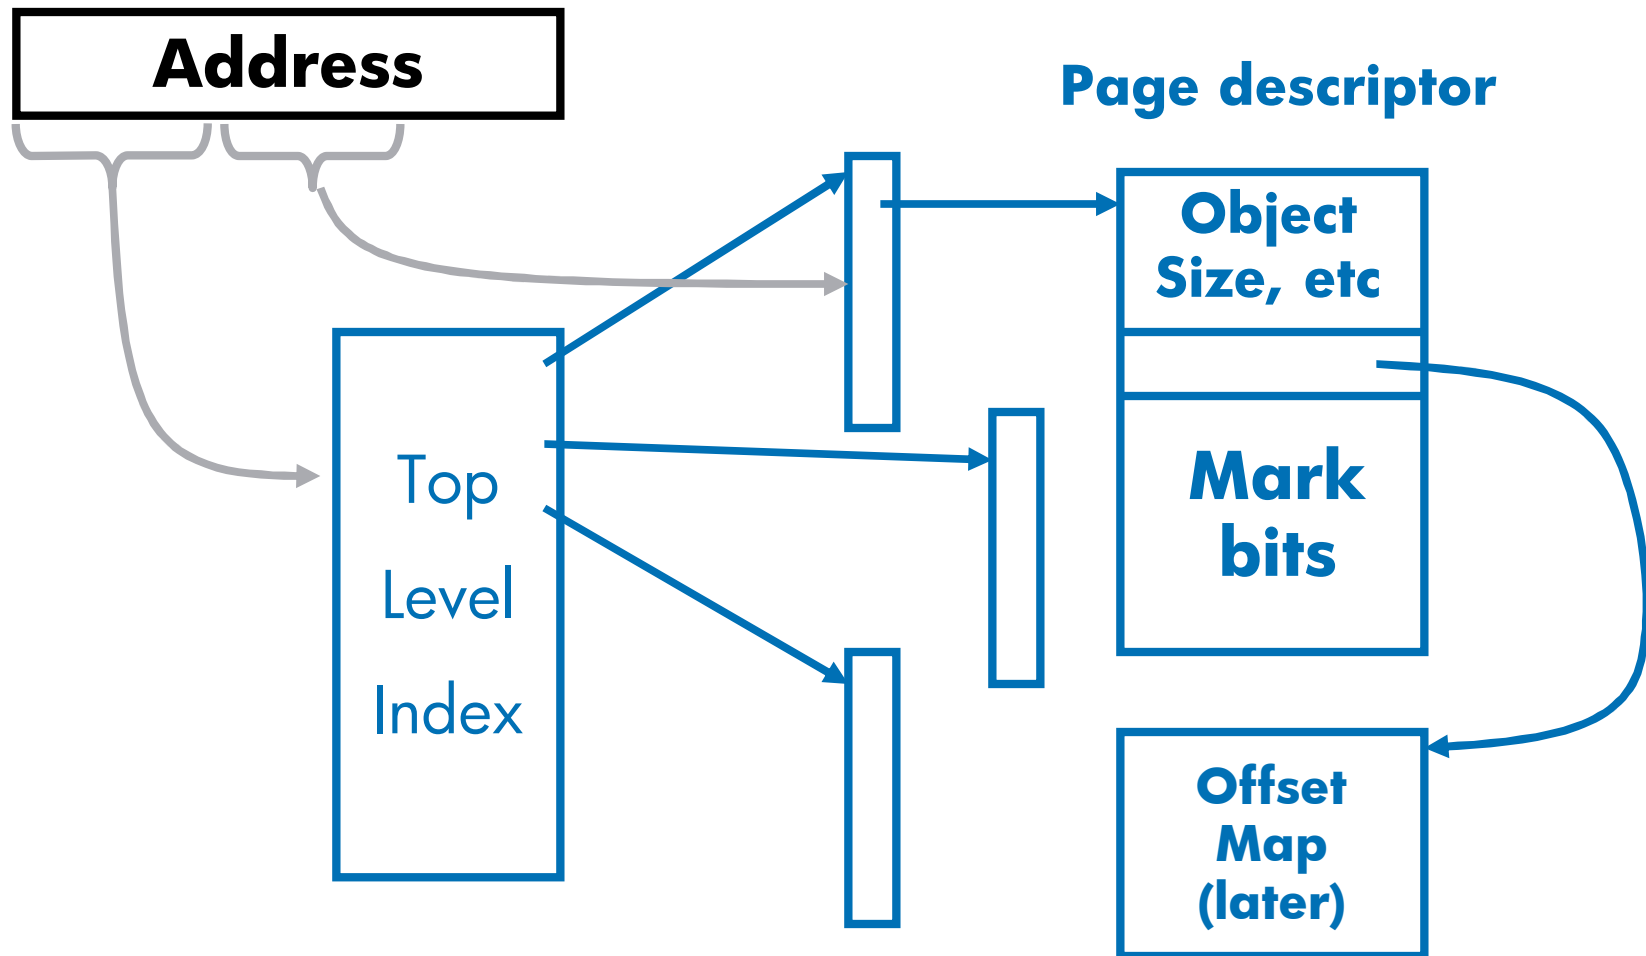 Address
Page descriptor
Object
Size, etc
Top
Level
Index
Mark
bits
Offset
Map
(later)